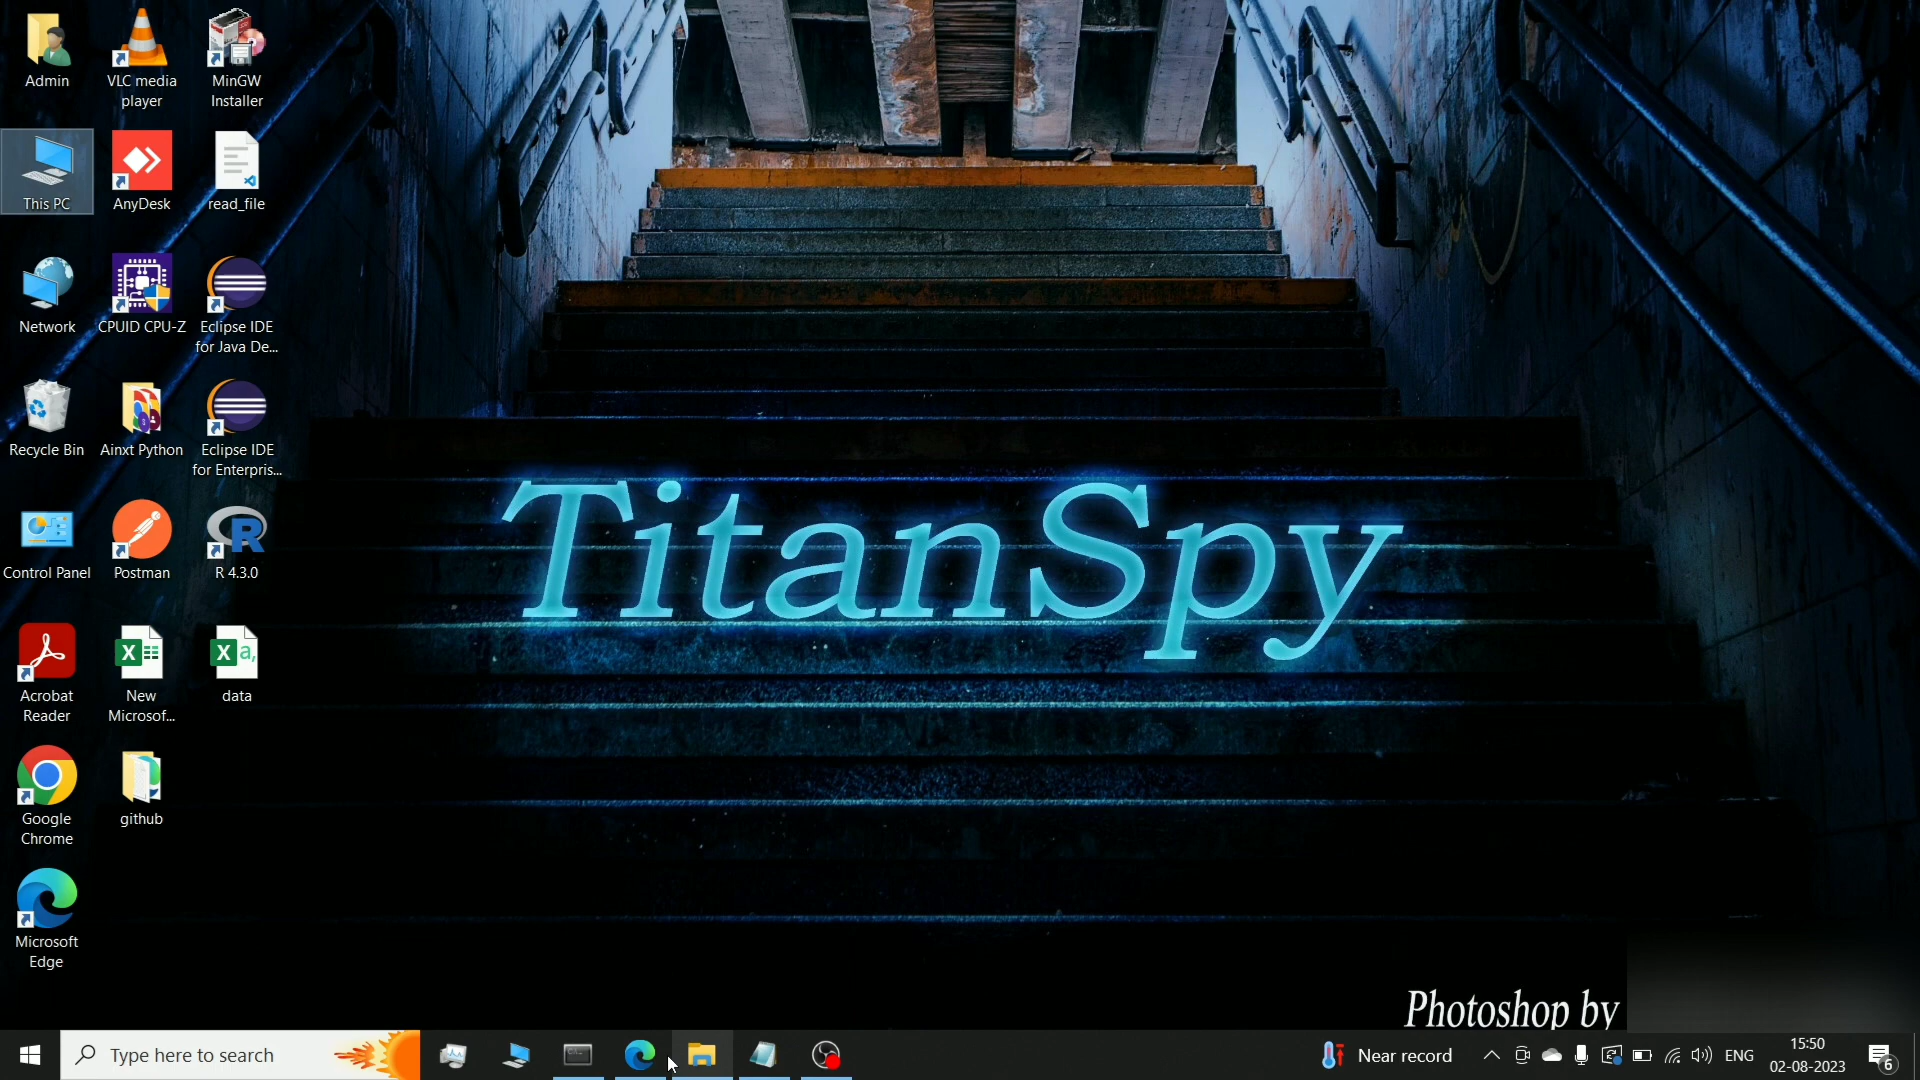 Admin
VLC media
player
MinGW
Installer
This PC
AnyDesk
read_file
Network
CPUID CPU-Z
Eclipse IDE
for Java De...
Recycle Bin
Ainxt Python
Eclipse IDE
for Enterpris...
Control Panel
Postman
R 4.3.0
Acrobat
Reader
New
Microsof...
data
Google
Chrome
github
Microsoft
Edge
TitanSpy
Photoshop by
Type here to search
Near record
ENG
15:50
02-08-2023
6